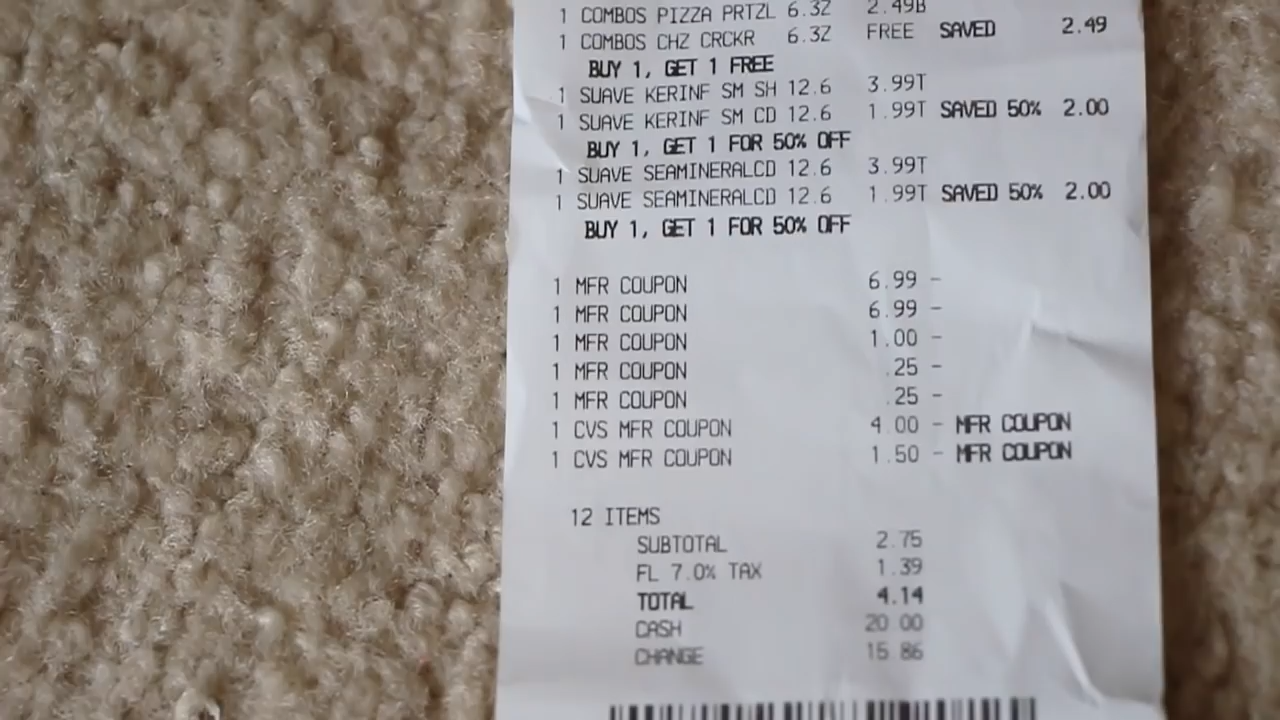 1 COMBOS PIZZA PRTZL 6.3Z 2.49B
1 COMBOS CHZ CRCKR 6.3Z FREE SAVED 2.49
BUY 1, GET 1 FREE
1 SUAVE KERINF SM SH 12.6 3.99T
1 SUAVE KERINF SM CD 12.6 1.99T SAVED 50% 2.00
BUY 1, GET 1 FOR 50% OFF
1 SUAVE SEAMINERALCD 12.6 3.99T
1 SUAVE SEAMINERALCD 12.6 1.99T SAVED 50% 2.00
BUY 1, GET 1 FOR 50% OFF
1 MFR COUPON 6.99 -
1 MFR COUPON 6.99 -
1 MFR COUPON 1.00 -
1 MFR COUPON .25 -
1 MFR COUPON .25 -
1 CVS MFR COUPON 4.00 - MFR COUPON
1 CVS MFR COUPON 1.50 - MFR COUPON
12 ITEMS
SUBTOTAL 2.75
FL 7.0% TAX 1.39
TOTAL 4.14
CASH 20.00
CHANGE 15.86